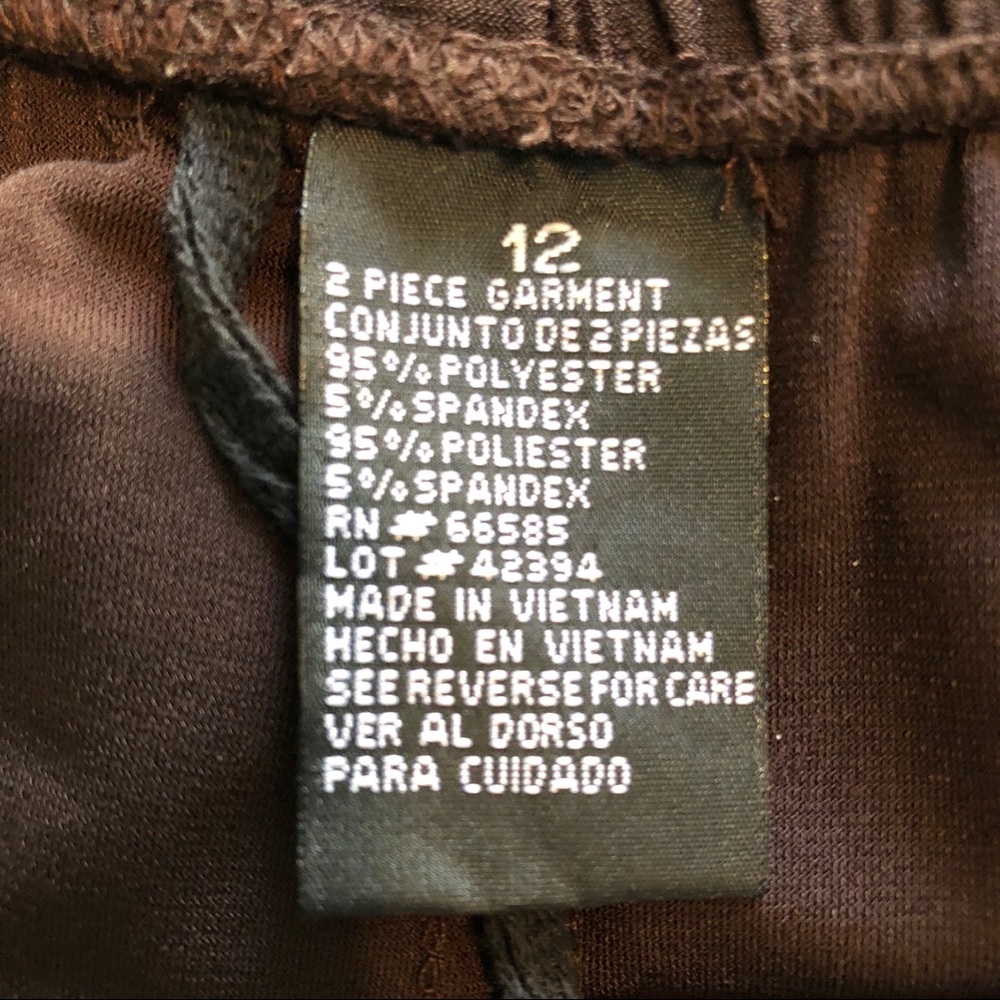 12
2 PIECE GARMENT
CONJUNTO DE 2 PIEZAS
95% POLYESTER
5% SPANDEX
95% POLIESTER
5% SPANDEX
RN # 66585
LOT # 42394
MADE IN VIETNAM
HECHO EN VIETNAM
SEE REVERSE FOR CARE
VER AL DORSO
PARA CUIDADO